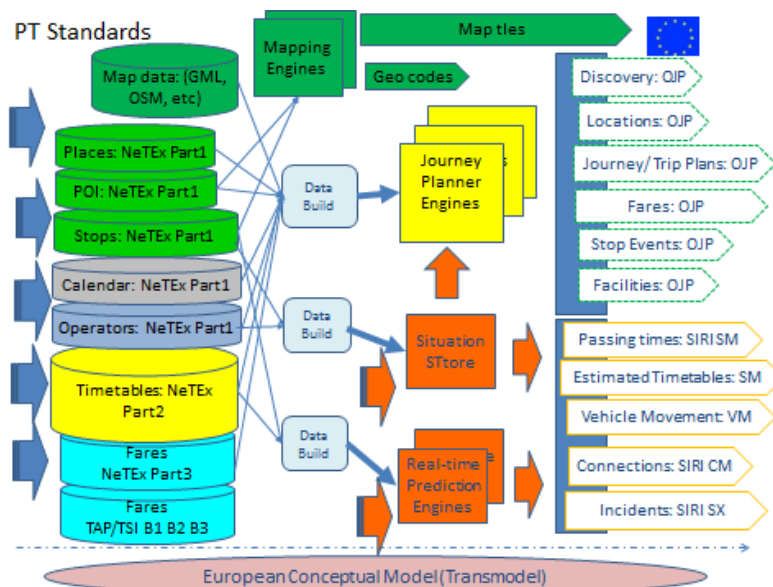 PT Standards
Map data: (GML,
OSM, etc)
Places: NeTEx Part1
POI: NeTEx Part1
Stops: NeTEx Part1
Calendar: NeTEx Part1
Operators: NeTEx Part1
Timetables: NeTEx
Part2
Fares
NeTEx Part3
Fares
TAP/TSI B1 B2 B3
Mapping
Engines
Map tles
Geo codes
Data
Build
Journey
Planner
Engines
Data
Build
Situation
STtore
Data
Build
Real-time
Prediction
Engines
Discovery: OJP
Locations: OJP
Journey/ Trip Plans: OJP
Fares: OJP
Stop Events: OJP
Facilities: OJP
Passing times: SIRI SM
Estimated Timetables: SM
Vehicle Movement: VM
Connections: SIRI CM
Incidents: SIRI SX
European Conceptual Model (Transmodel)